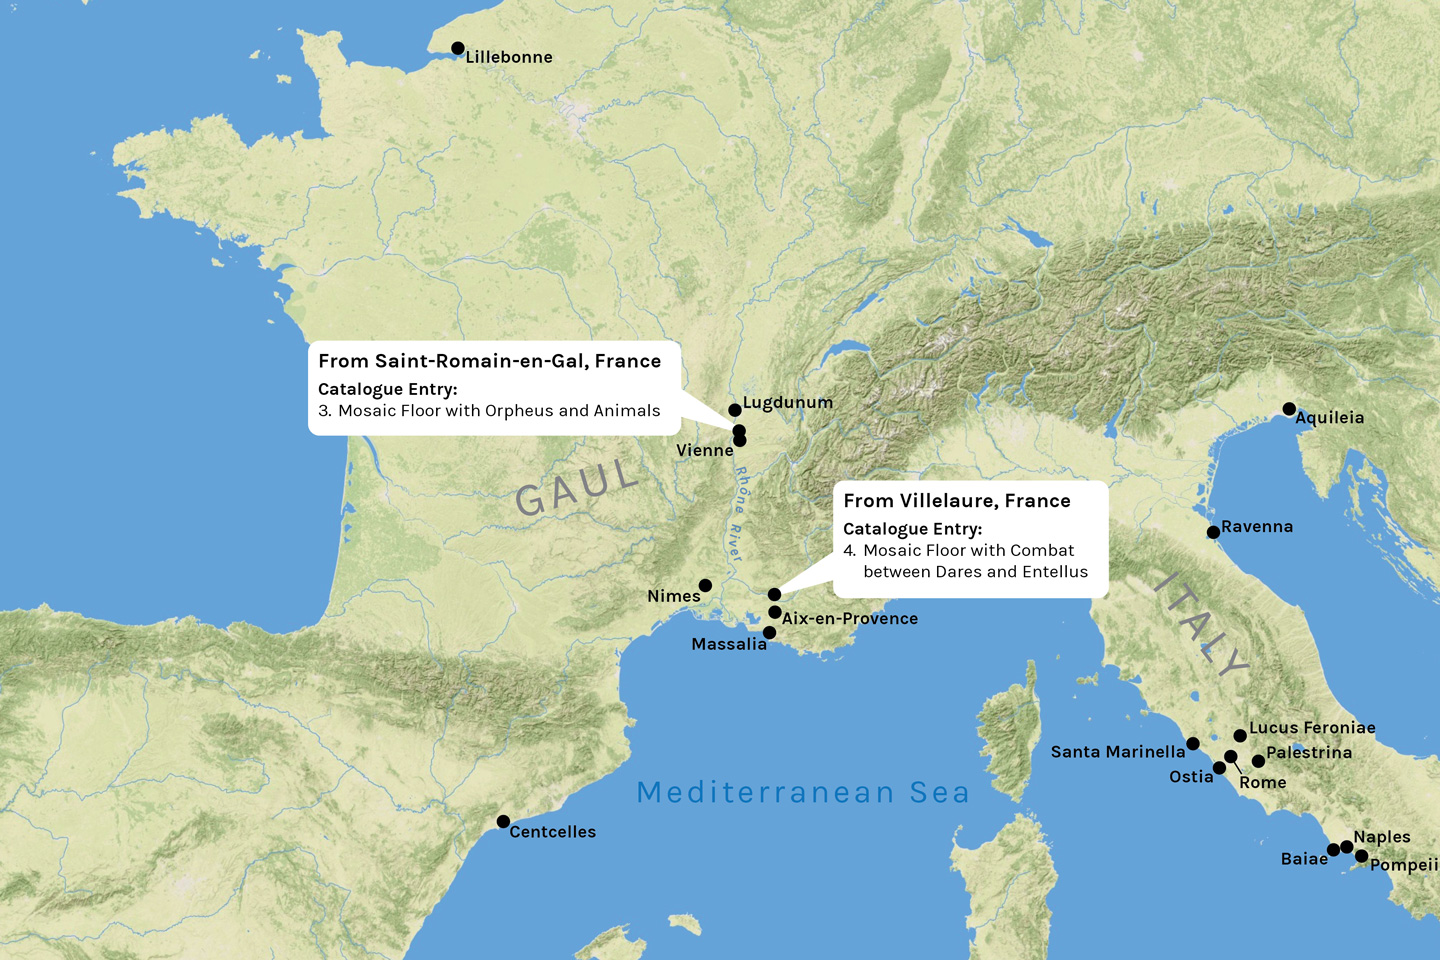 Lillebonne
From Saint-Romain-en-Gal, France
Catalogue Entry:
3. Mosaic Floor with Orpheus and Animals
Lugdunum
Vienne
Aquileia
GAUL
Rhône River
From Villelaure, France
Catalogue Entry:
4. Mosaic Floor with Combat
between Dares and Entellus
Ravenna
Nimes
Aix-en-Provence
Massalia
ITALY
Lucus Feroniae
Santa Marinella
Palestrina
Ostia
Rome
Mediterranean Sea
Centcelles
Naples
Baiae
Pompeii